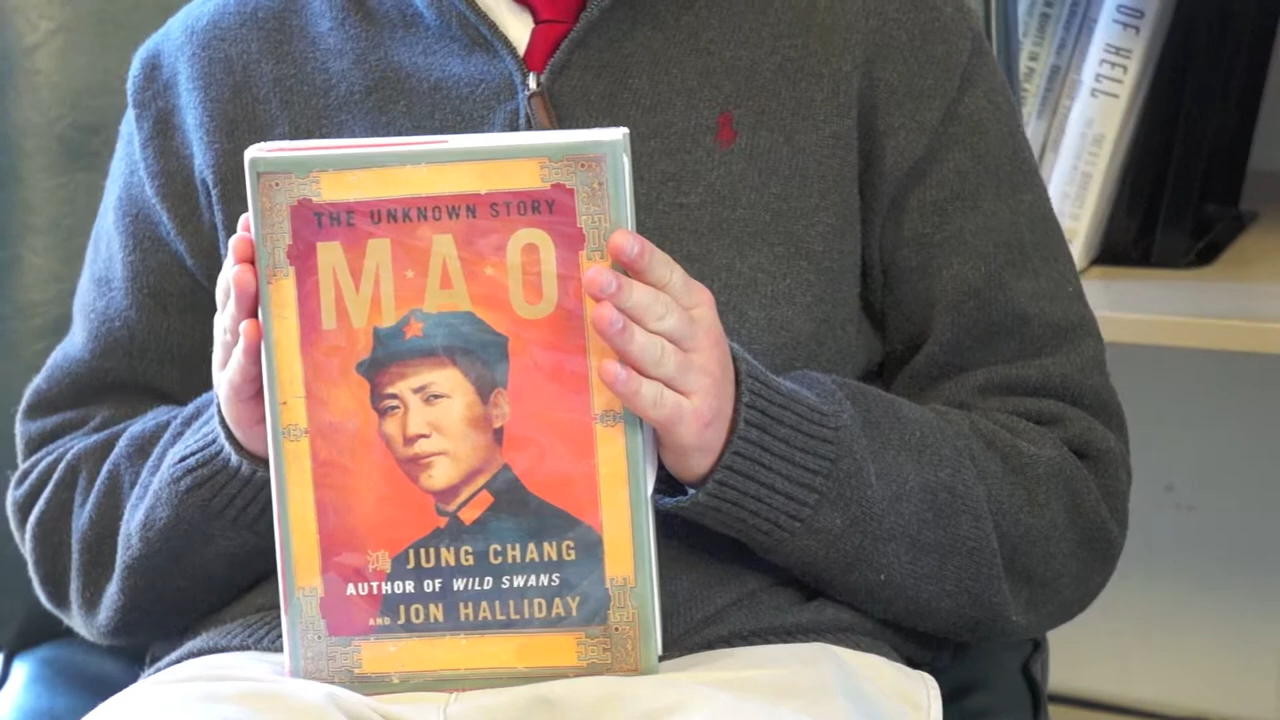 THE UNKNOWN STORY
MAO
鴻 JUNG CHANG
AUTHOR OF WILD SWANS
AND JON HALLIDAY
OF HELL